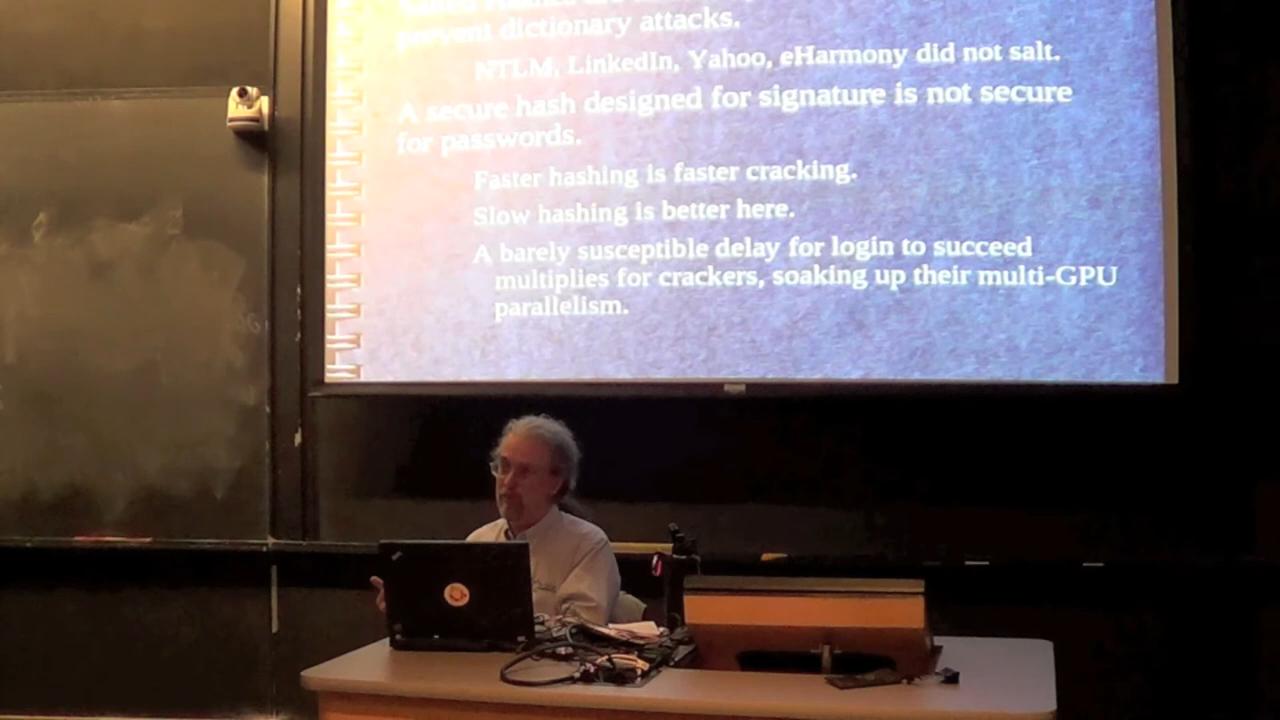 prevent dictionary attacks.
NTLM, LinkedIn, Yahoo, eHarmony did not salt.
A secure hash designed for signature is not secure
for passwords.
Faster hashing is faster cracking.
Slow hashing is better here.
A barely susceptible delay for login to succeed
multiplies for crackers, soaking up their multi-GPU
parallelism.